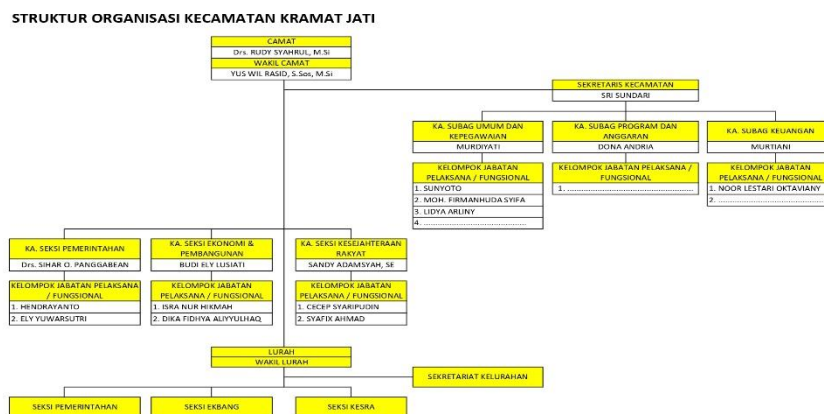 STRUKTUR ORGANISASI KECAMATAN KRAMAT JATI
CAMAT
Drs. RUDY SYAHRUL, M.Si
WAKIL CAMAT
YUS WIL RASID, S.Sos, M.Si
SEKRETARIS KECAMATAN
SRI SUNDARI
KA. SUBAG UMUM DAN
KEPEGAWAIAN
MURDIYATI
KELOMPOK JABATAN
PELAKSANA / FUNGSIONAL
1. SUNYOTO
2. MOH. FIRMANHUDA SYIFA
3. LIDYA ARLINY
4. ..........................................
KA. SUBAG PROGRAM DAN
ANGGARAN
DONA ANDRIA
KELOMPOK JABATAN PELAKSANA /
FUNGSIONAL
1. ..................................................
KA. SUBAG KEUANGAN
MURTIANI
KELOMPOK JABATAN
PELAKSANA / FUNGSIONAL
1. NOOR LESTARI OKTAVIANY
2. ..........................................
KA. SEKSI PEMERINTAHAN
Drs. SIHAR O. PANGGABEAN
KELOMPOK JABATAN PELAKSANA
/ FUNGSIONAL
1. HENDRAYANTO
2. ELY YUWARSUTRI
KA. SEKSI EKONOMI &
PEMBANGUNAN
BUDI ELY LUSIATI
KELOMPOK JABATAN
PELAKSANA / FUNGSIONAL
1. ISRA NUR HIKMAH
2. DIKA FIDHYA ALIYYULHAQ
KA. SEKSI KESEJAHTERAAN
RAKYAT
SANDY ADAMSYAH, SE
KELOMPOK JABATAN
PELAKSANA / FUNGSIONAL
1. CECEP SYARIPUDIN
2. SYAFIX AHMAD
LURAH
WAKIL LURAH
SEKRETARIAT KELURAHAN
SEKSI PEMERINTAHAN
SEKSI EKBANG
SEKSI KESRA